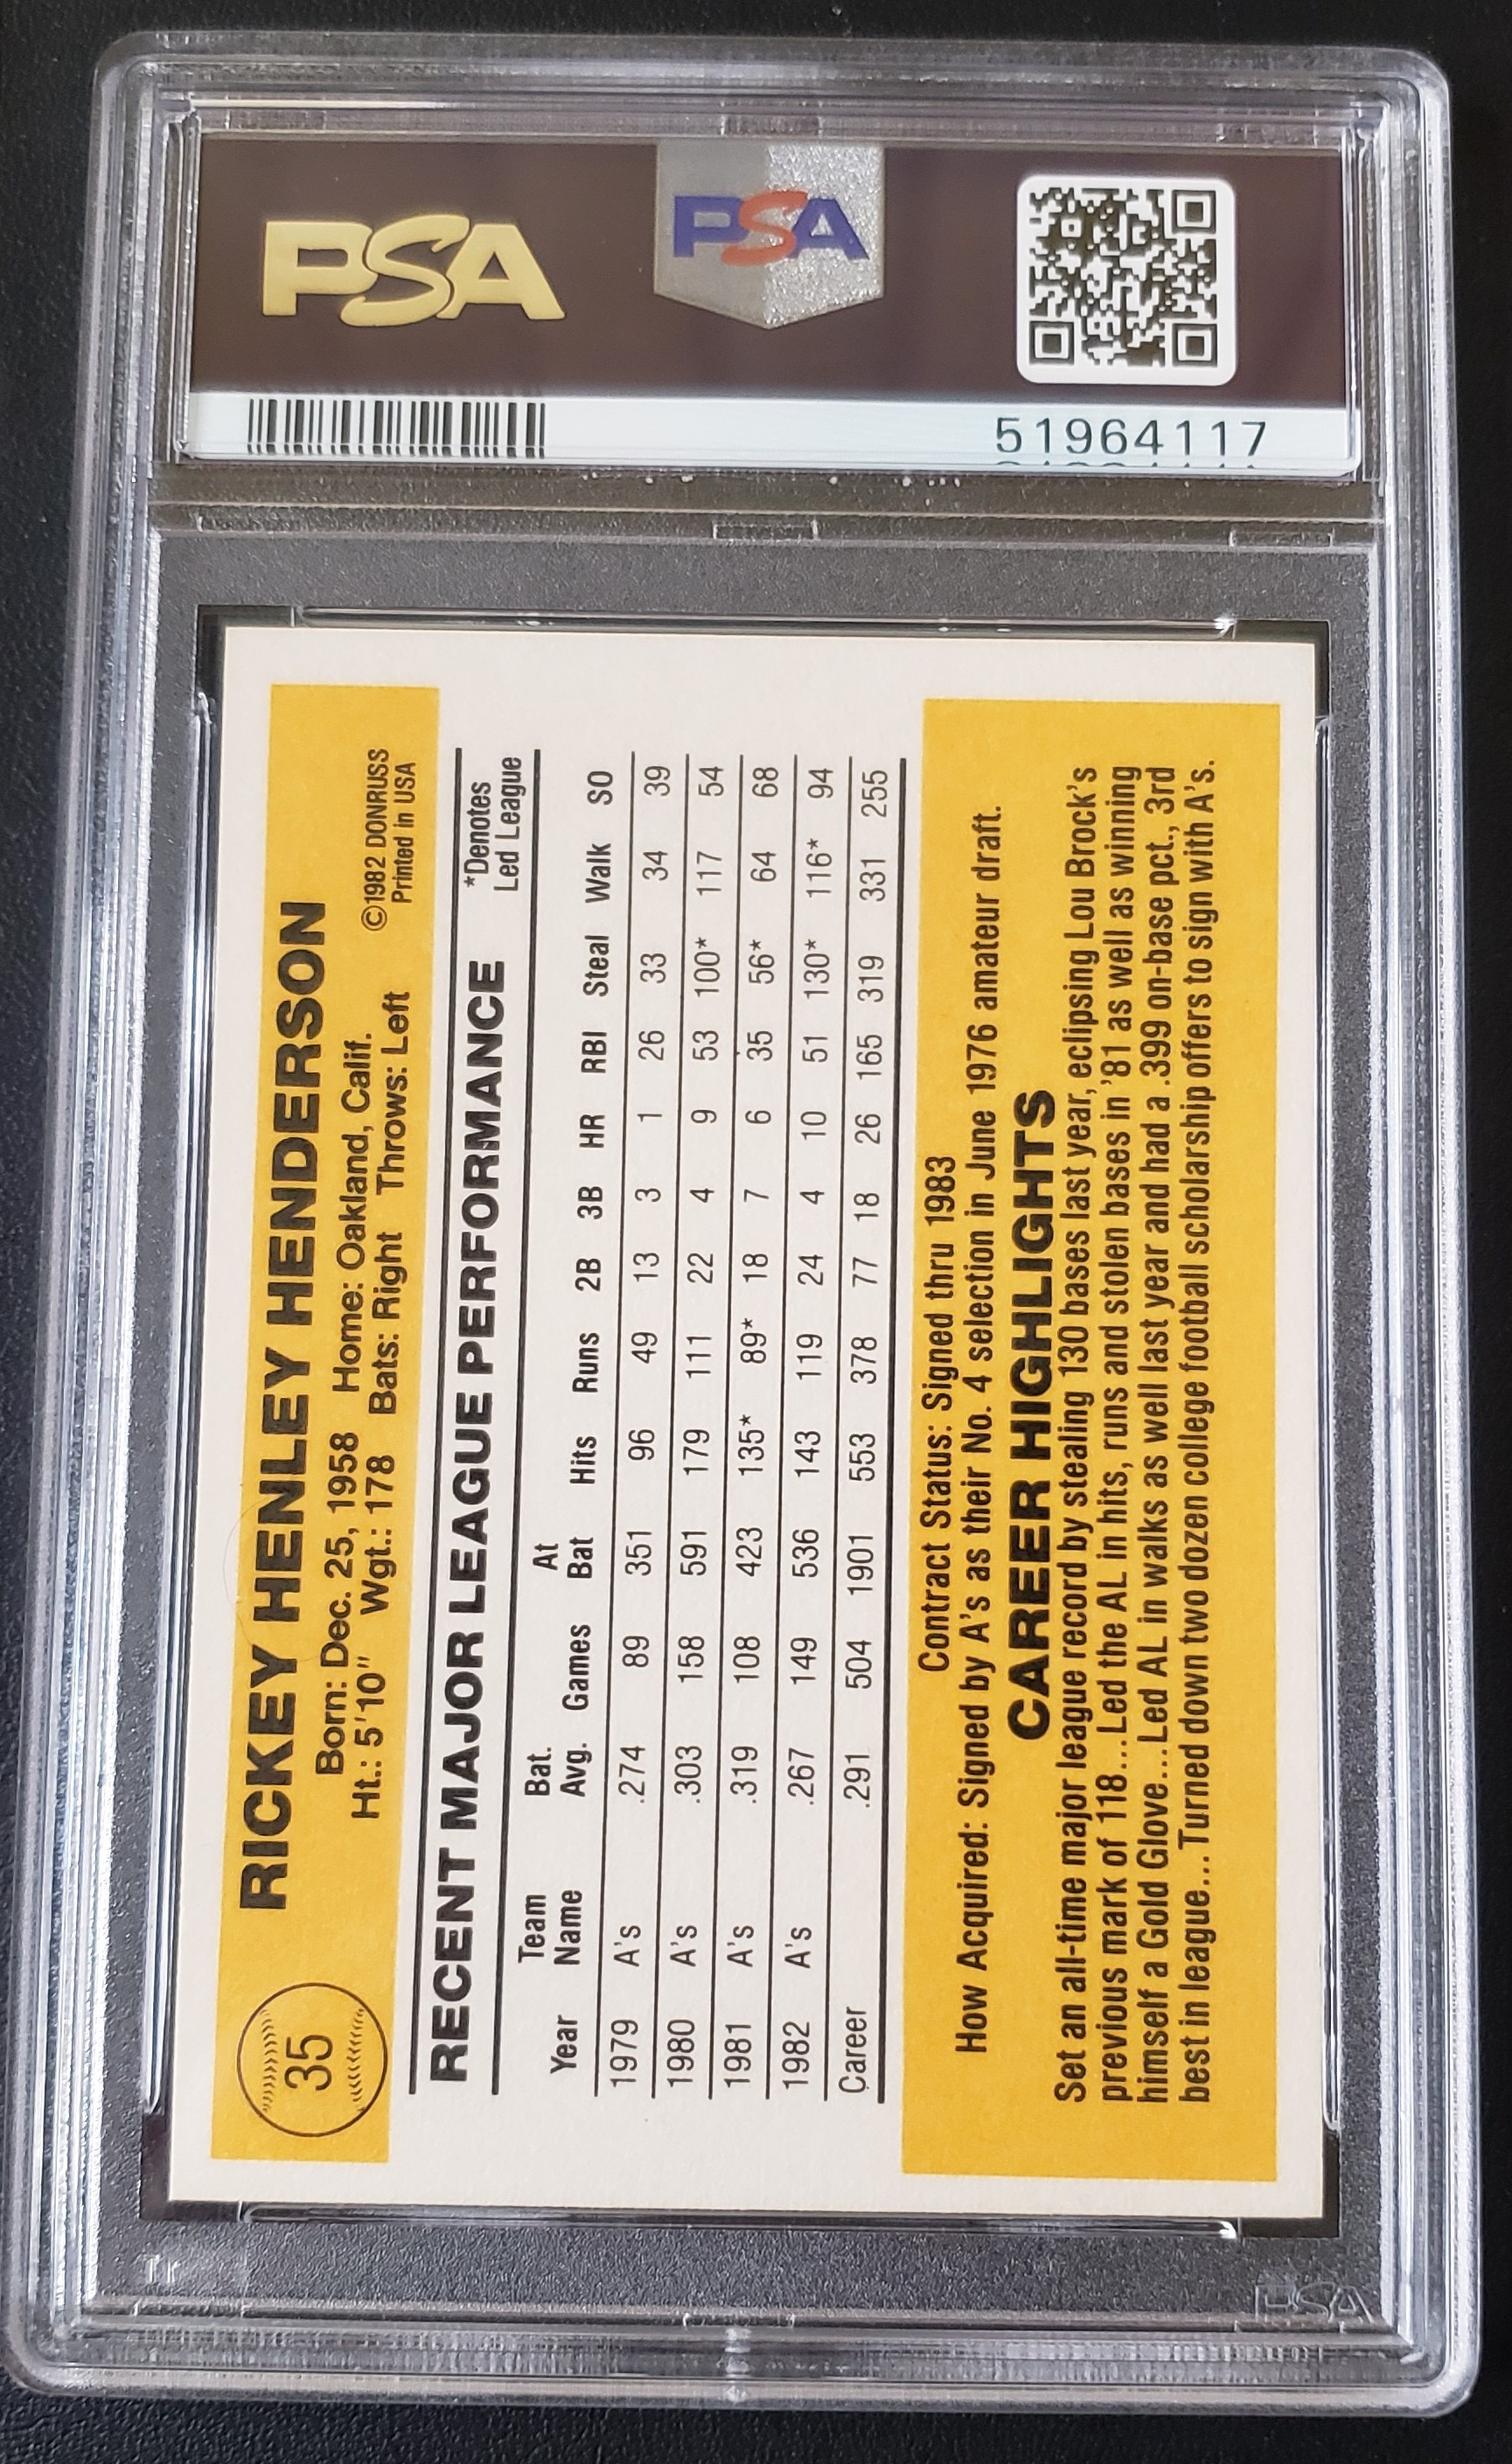 PSA
PSA
51964117
35
RICKEY HENLEY HENDERSON
Born: Dec. 25, 1958 Home: Oakland, Calif. ©1982 DONRUSS
Ht.: 5'10" Wgt.: 178 Bats: Right Throws: Left Printed in USA
RECENT MAJOR LEAGUE PERFORMANCE *Denotes Led League
Year Team Name Bat. Avg. Games At Bat Hits Runs 2B 3B HR RBI Steal Walk SO
1979 A's .274 89 351 96 49 13 3 1 26 33 34 39
1980 A's .303 158 591 179 111 22 4 9 53 100* 117 54
1981 A's .319 108 423 135* 89* 18 7 6 35 56* 64 68
1982 A's .267 149 536 143 119 24 4 10 51 130* 116* 94
Career .291 504 1901 553 378 77 18 26 165 319 331 255
Contract Status: Signed thru 1983
How Acquired: Signed by A's as their No. 4 selection in June 1976 amateur draft.
CAREER HIGHLIGHTS
Set an all-time major league record by stealing 130 bases last year, eclipsing Lou Brock's
previous mark of 118...Led the AL in hits, runs and stolen bases in '81 as well as winning
himself a Gold Glove...Led AL in walks as well last year and had a .399 on-base pct., 3rd
best in league...Turned down two dozen college football scholarship offers to sign with A's.
PSA